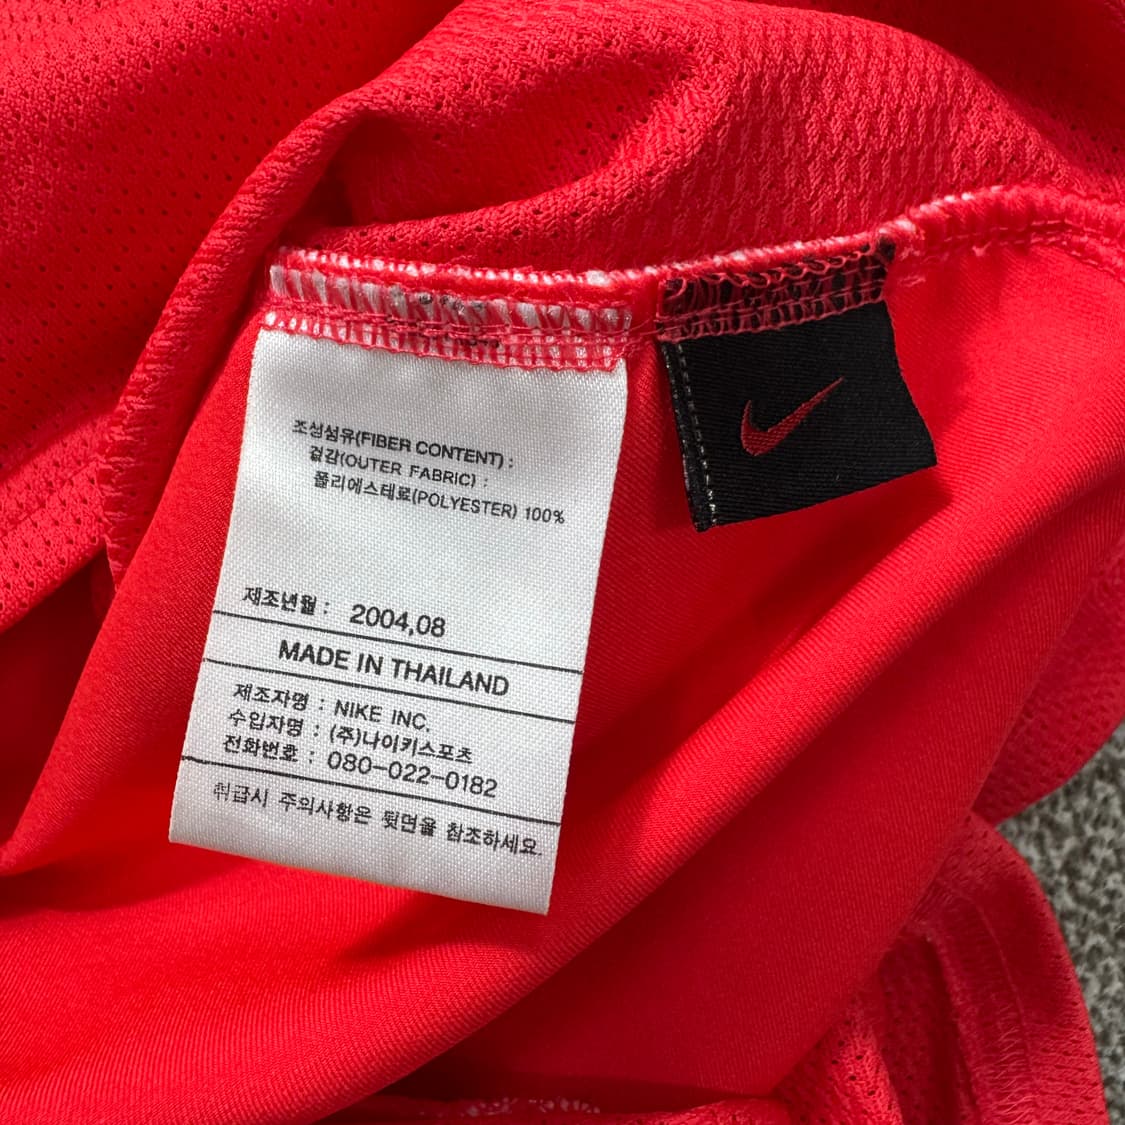 조성섬유(FIBER CONTENT) :
겉감(OUTER FABRIC) :
폴리에스테르(POLYESTER) 100%
제조년월 : 2004,08
MADE IN THAILAND
제조자명 : NIKE INC.
수입자명 : (주)나이키스포츠
전화번호 : 080-022-0182
취급시 주의사항은 뒷면을 참조하세요.